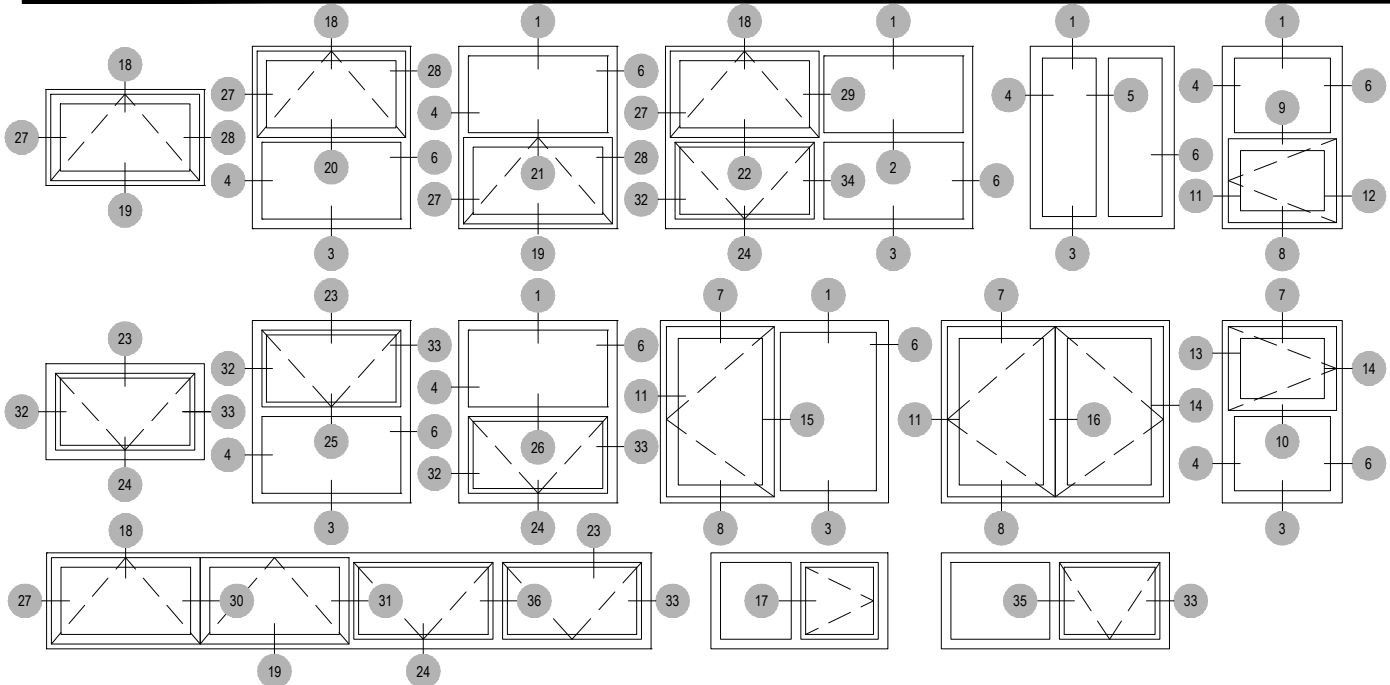 18 1 18 1 1 1
18
28 6 27 29 27 4 5 4 6
27 28 4 9
20 6 21 28 22 34 2 6 6
4 27 32 11 12
19
3 19 24 3 3 8
23 1 7 1 7 7
23
32 33 6 6 13 14
32 33 4 11 15 11 16 14
25 6 26 33 10
4 32 4 6
24
3 24 8 3 8 3
18 23
27 30 31 36 33 17 35 33
19 24